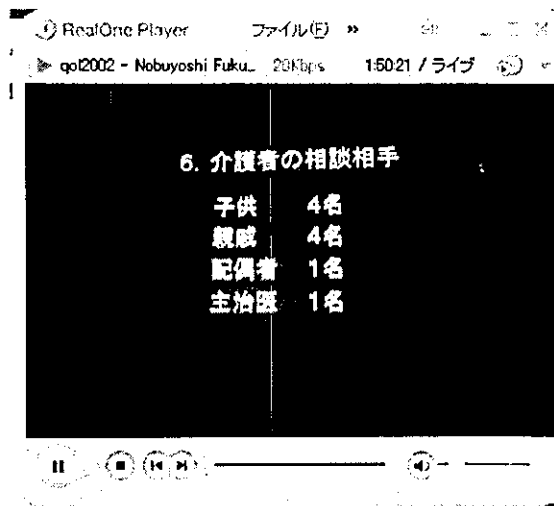 RealOne Player ファイル(F) »
qol2002 - Nobuyoshi Fuku... 20Kbps 1:50:21 / ライブ
6. 介護者の相談相手
子供 4名
親戚 4名
配偶者 1名
主治医 1名